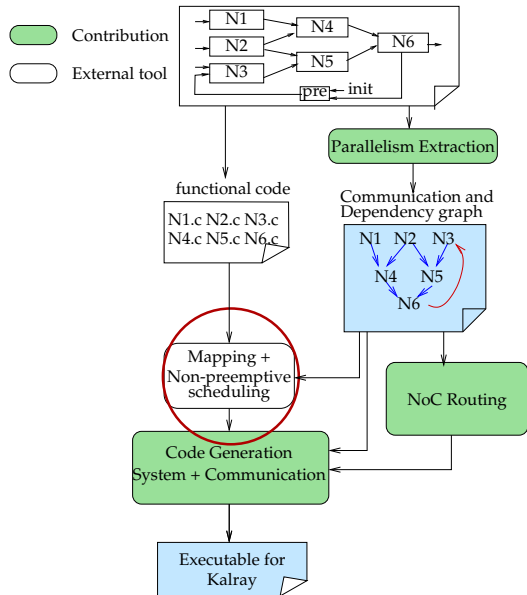 Contribution
External tool
N1
N4
N2
N6
N5
N3
pre
init
Parallelism Extraction
functional code
N1.c N2.c N3.c
N4.c N5.c N6.c
Communication and
Dependency graph
N1 N2 N3
N4 N5
N6
Mapping +
Non-preemptive
scheduling
NoC Routing
Code Generation
System + Communication
Executable for
Kalray